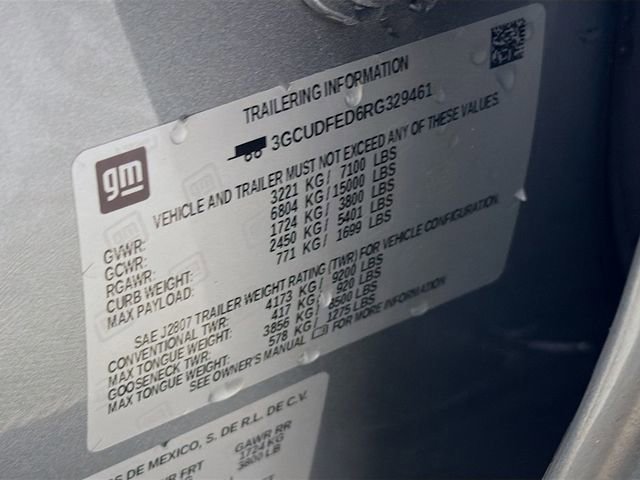 gm
TRAILERING INFORMATION
3GCUDFED6RG329461
VEHICLE AND TRAILER MUST NOT EXCEED ANY OF THESE VALUES
GVWR: 3221 KG/ 7100 LBS
GCWR: 6804 KG/ 15000 LBS
RGAWR: 1724 KG/ 3800 LBS
CURB WEIGHT: 2450 KG/ 5401 LBS
MAX PAYLOAD: 771 KG/ 1699 LBS
SAE J2807 TRAILER WEIGHT RATING (TWR) FOR VEHICLE CONFIGURATION.
CONVENTIONAL TWR: 4173 KG/ 9200 LBS
MAX TONGUE WEIGHT: 417 KG/ 920 LBS
GOOSENECK TWR: 3856 KG/ 8500 LBS
MAX TONGUE WEIGHT: 578 KG/ 1275 LBS
SEE OWNER'S MANUAL FOR MORE INFORMATION
DE MEXICO, S. DE R.L. DE C.V.
FRT GAWR RR
1724 KG
3800 LB